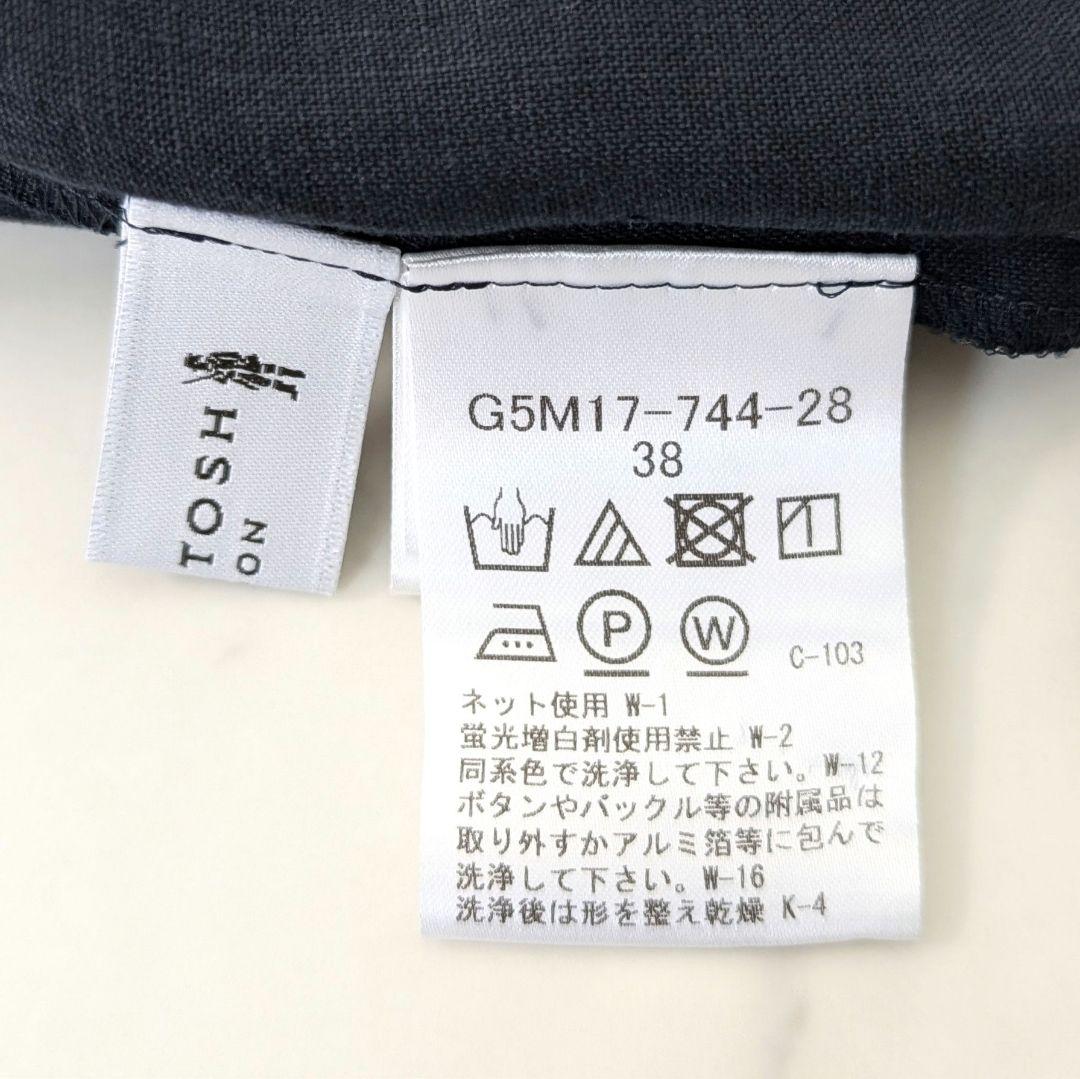 TOSH
ON
G5M17-744-28
38
P
W
C-103
ネット使用 W-1
蛍光増白剤使用禁止 W-2
同系色で洗浄して下さい。W-12
ボタンやバックル等の附属品は
取り外すかアルミ箔等に包んで
洗浄して下さい。W-16
洗浄後は形を整え乾燥 K-4